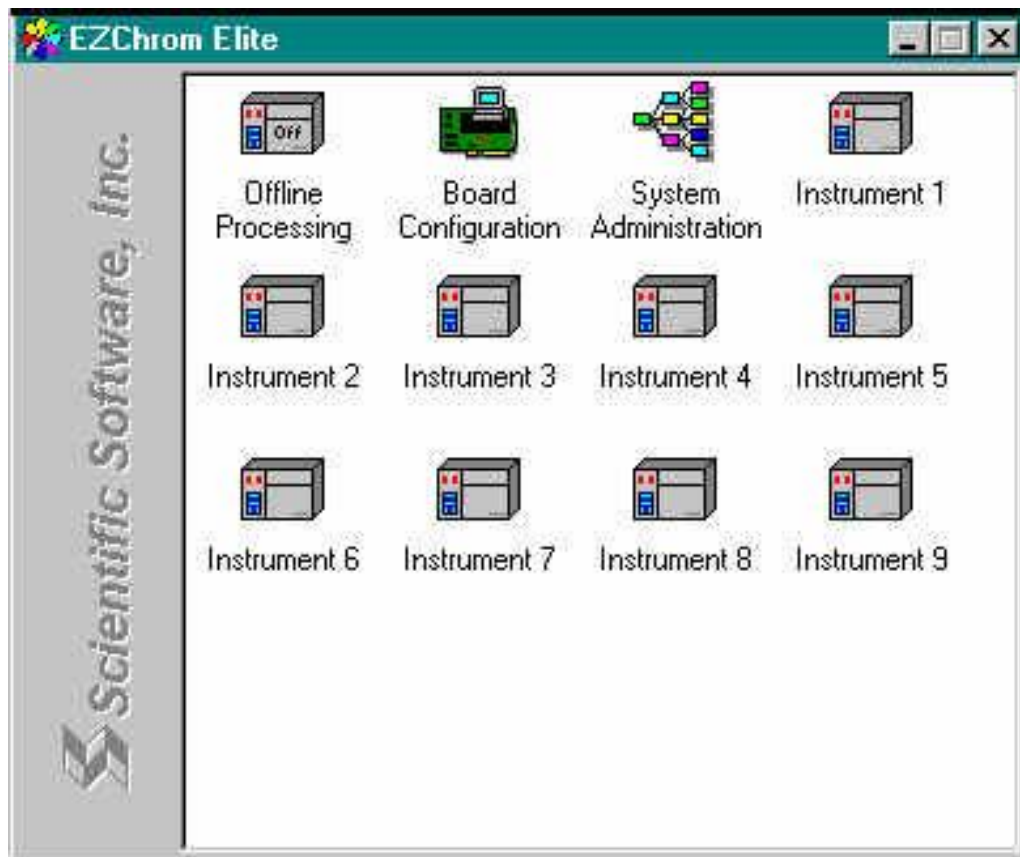 EZChrom Elite
Scientific Software, Inc.
Off
Offline
Processing
Board
Configuration
System
Administration
Instrument 1
Instrument 2
Instrument 3
Instrument 4
Instrument 5
Instrument 6
Instrument 7
Instrument 8
Instrument 9